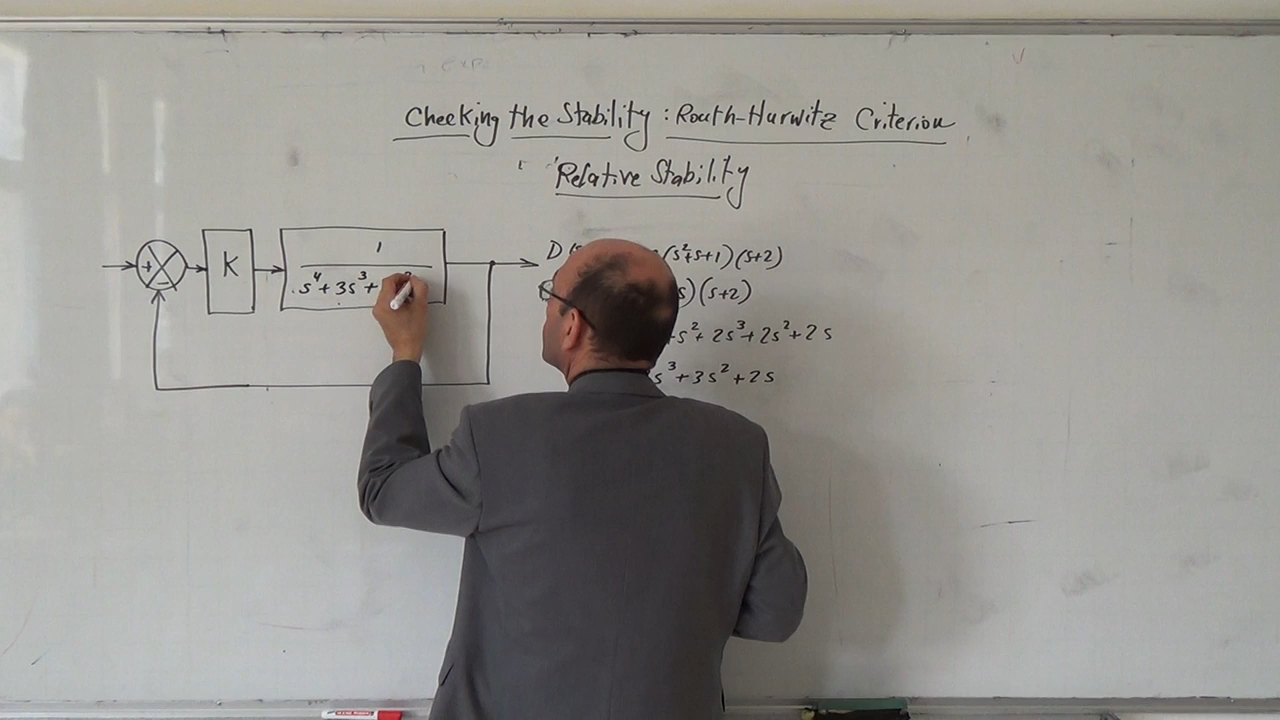 Checking the Stability : Routh-Hurwitz Criterion
Relative Stability
K
1
s⁴ + 3s³ +
+
-
D(s (s²+s+1)(s+2)
s)(s+2)
+s² + 2s³ + 2s² + 2s
s³ + 3s² + 2s